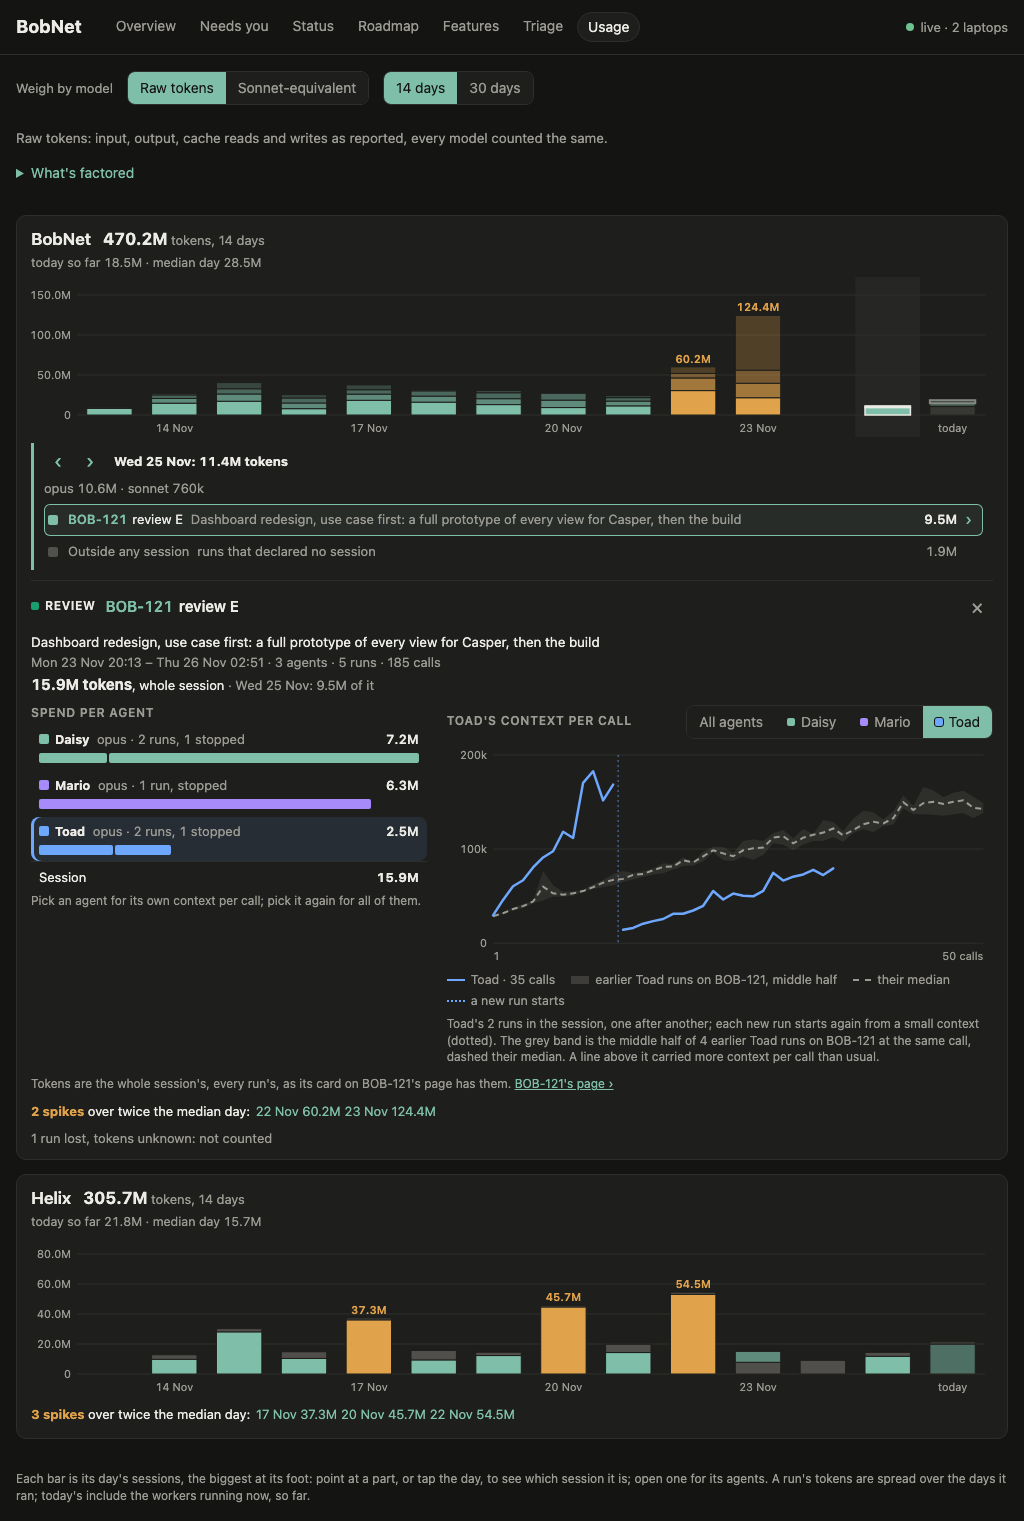 BobNet Overview Needs you Status Roadmap Features Triage Usage live · 2 laptops
Weigh by model Raw tokens Sonnet-equivalent 14 days 30 days
Raw tokens: input, output, cache reads and writes as reported, every model counted the same.
What's factored
BobNet 470.2M tokens, 14 days
today so far 18.5M · median day 28.5M
150.0M
124.4M
100.0M
60.2M
50.0M
0
14 Nov 17 Nov 20 Nov 23 Nov today
‹ › Wed 25 Nov: 11.4M tokens
opus 10.6M · sonnet 760k
BOB-121 review E Dashboard redesign, use case first: a full prototype of every view for Casper, then the build 9.5M ›
Outside any session runs that declared no session 1.9M
REVIEW BOB-121 review E ×
Dashboard redesign, use case first: a full prototype of every view for Casper, then the build
Mon 23 Nov 20:13 – Thu 26 Nov 02:51 · 3 agents · 5 runs · 185 calls
15.9M tokens, whole session · Wed 25 Nov: 9.5M of it
SPEND PER AGENT
Daisy opus · 2 runs, 1 stopped 7.2M
Mario opus · 1 run, stopped 6.3M
Toad opus · 2 runs, 1 stopped 2.5M
Session 15.9M
Pick an agent for its own context per call; pick it again for all of them.
TOAD'S CONTEXT PER CALL All agents Daisy Mario Toad
200k
100k
0
1 50 calls
Toad · 35 calls earlier Toad runs on BOB-121, middle half their median
a new run starts
Toad's 2 runs in the session, one after another; each new run starts again from a small context
(dotted). The grey band is the middle half of 4 earlier Toad runs on BOB-121 at the same call,
dashed their median. A line above it carried more context per call than usual.
Tokens are the whole session's, every run's, as its card on BOB-121's page has them. BOB-121's page ›
2 spikes over twice the median day: 22 Nov 60.2M 23 Nov 124.4M
1 run lost, tokens unknown: not counted
Helix 305.7M tokens, 14 days
today so far 21.8M · median day 15.7M
80.0M
60.0M
54.5M
45.7M
37.3M
40.0M
20.0M
0
14 Nov 17 Nov 20 Nov 23 Nov today
3 spikes over twice the median day: 17 Nov 37.3M 20 Nov 45.7M 22 Nov 54.5M
Each bar is its day's sessions, the biggest at its foot: point at a part, or tap the day, to see which session it is; open one for its agents. A run's tokens are spread over the days it
ran; today's include the workers running now, so far.